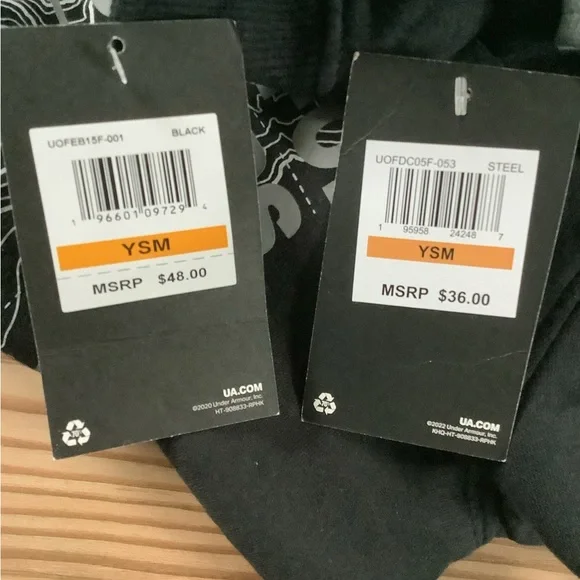 UOFEB15F-001 BLACK
1 96601 09729 4
YSM
MSRP $48.00
UA.COM
©2020 Under Armour, Inc.
HT-908833-RPHK
UOFDC05F-053 STEEL
1 95958 24248 7
YSM
MSRP $36.00
UA.COM
©2022 Under Armour, Inc.
KHQ-HT-908833-RPHK